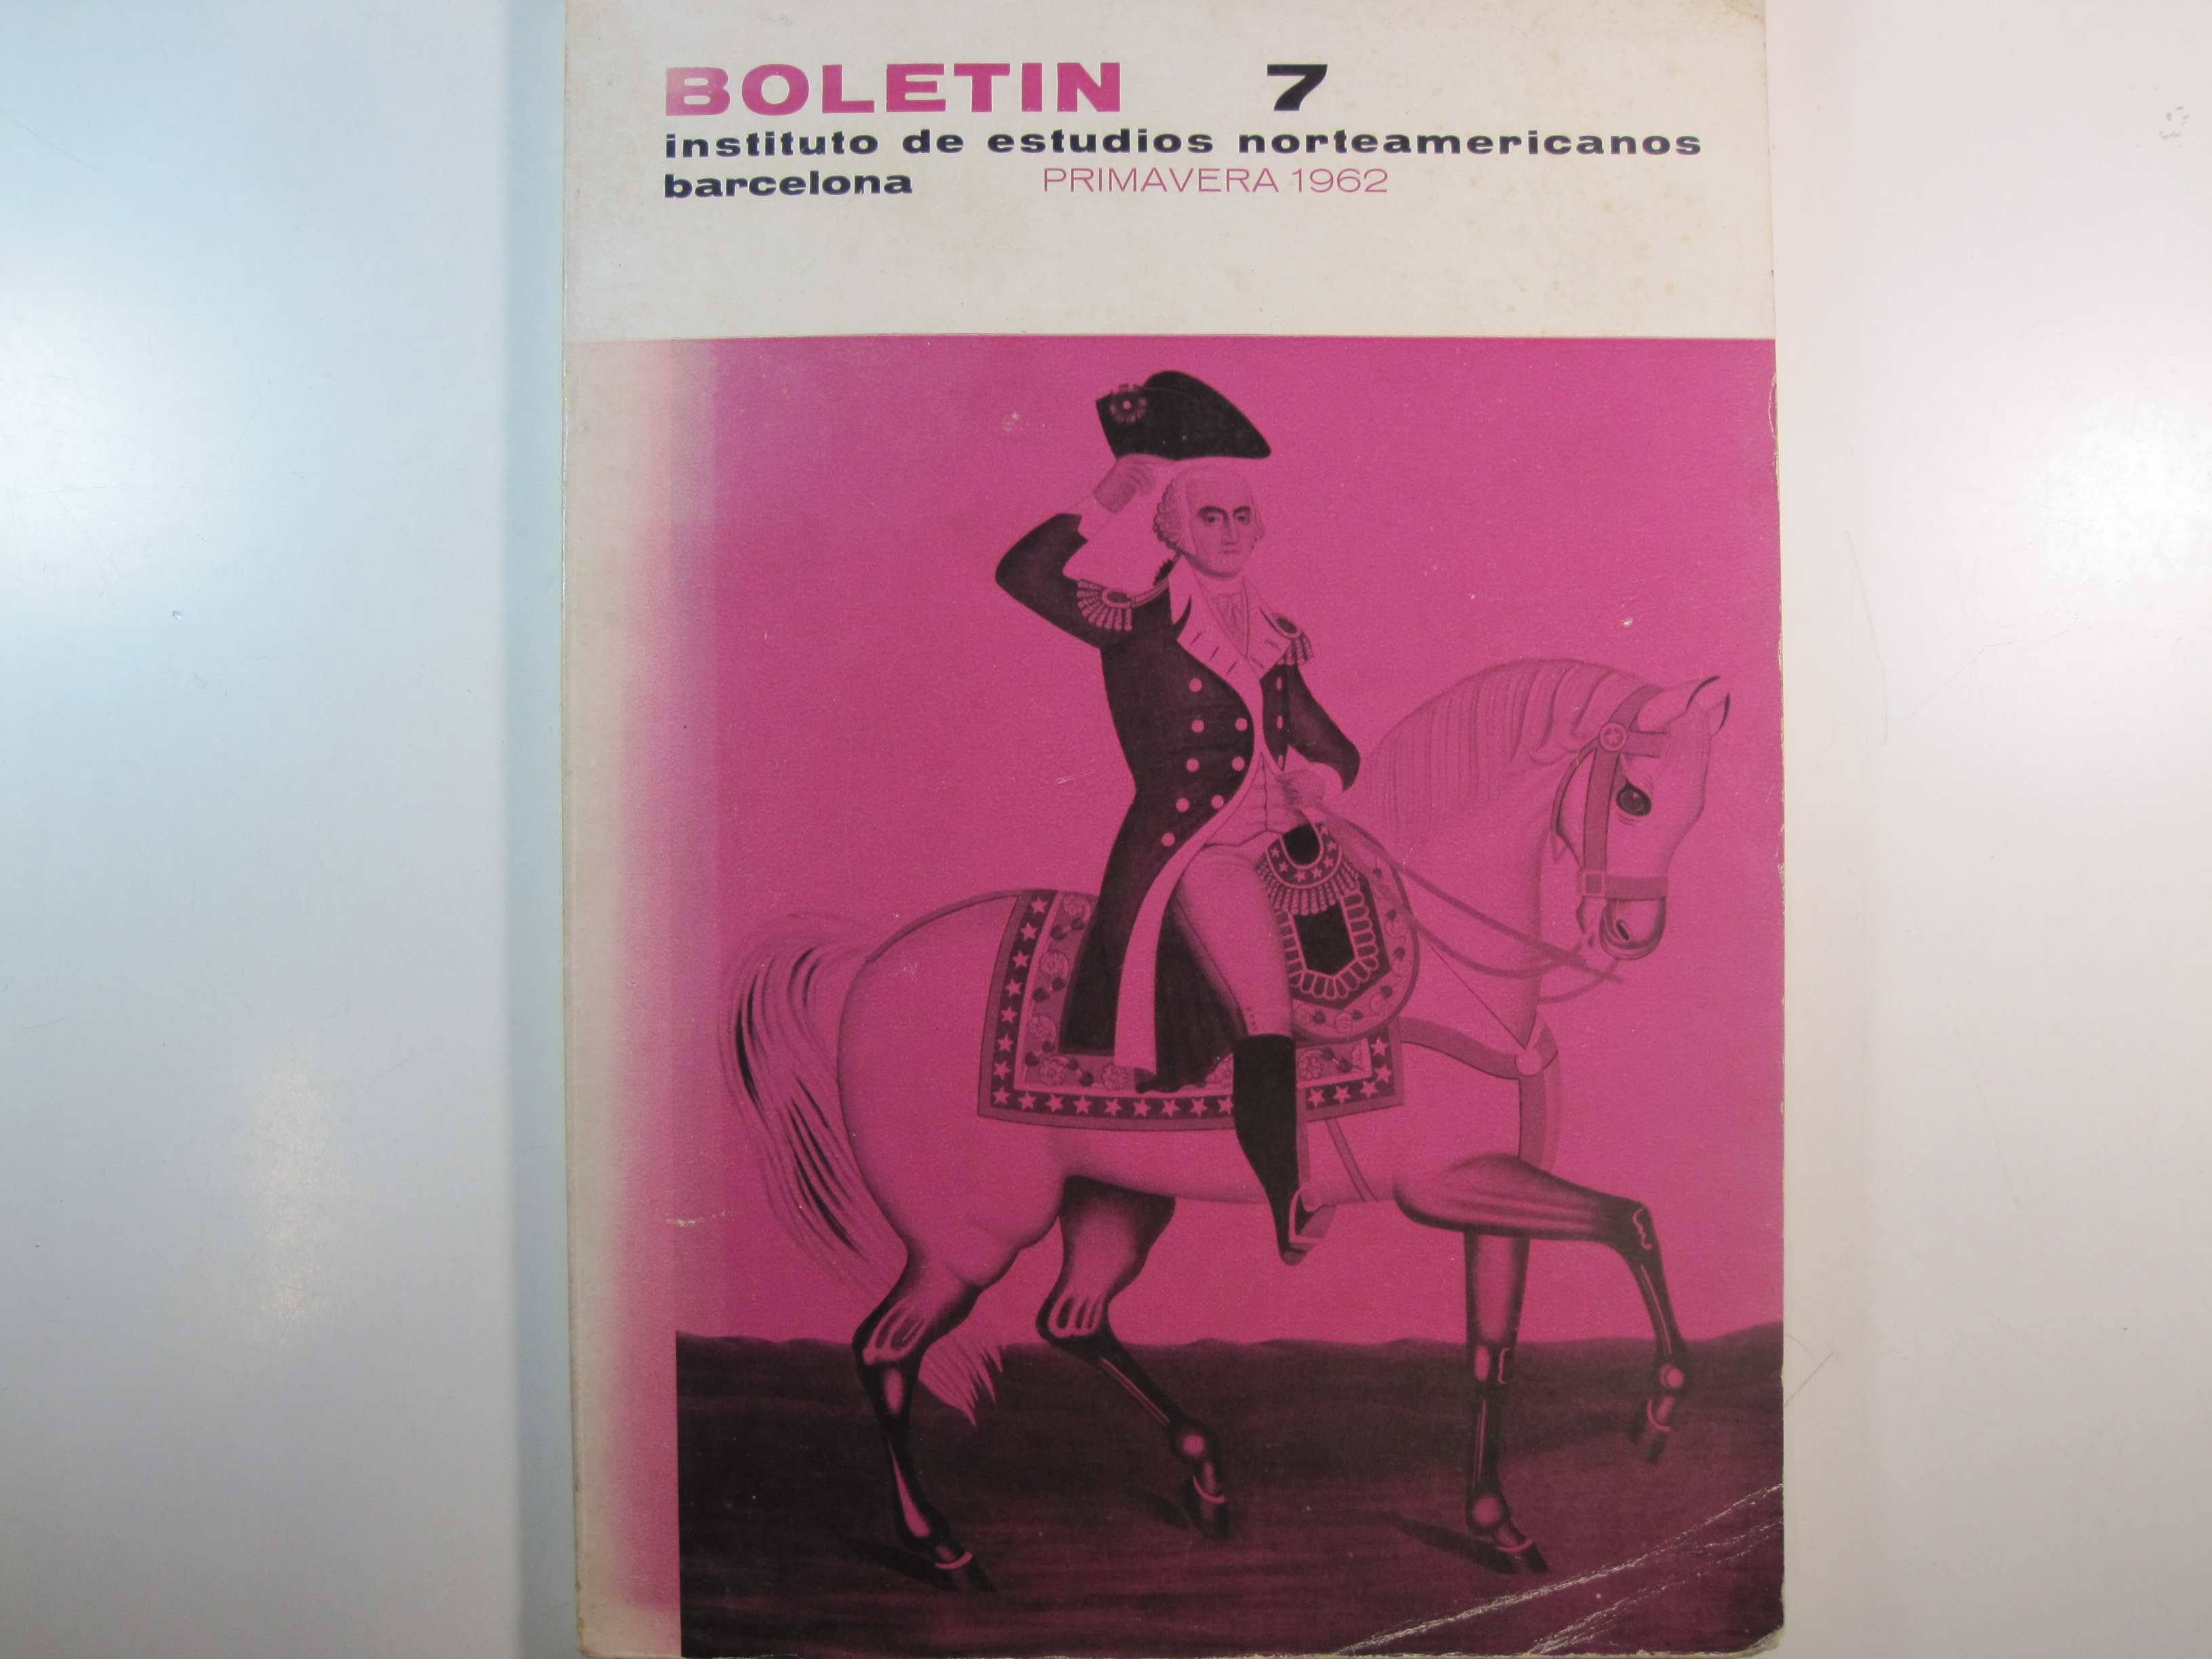 BOLETIN 7
instituto de estudios norteamericanos
barcelona PRIMAVERA 1962